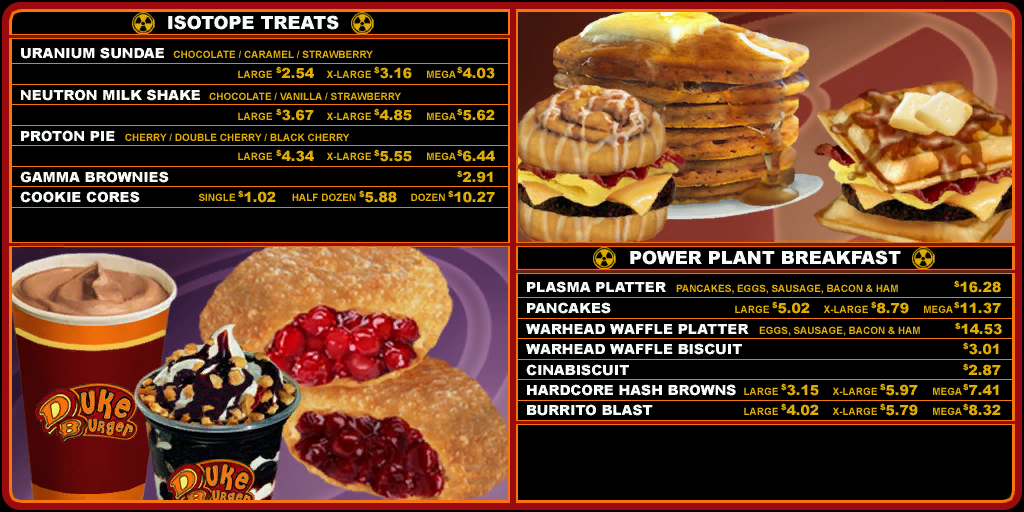 ISOTOPE TREATS
URANIUM SUNDAE CHOCOLATE / CARAMEL / STRAWBERRY
LARGE $2.54 X-LARGE $3.16 MEGA $4.03
NEUTRON MILK SHAKE CHOCOLATE / VANILLA / STRAWBERRY
LARGE $3.67 X-LARGE $4.85 MEGA $5.62
PROTON PIE CHERRY / DOUBLE CHERRY / BLACK CHERRY
LARGE $4.34 X-LARGE $5.55 MEGA $6.44
GAMMA BROWNIES $2.91
COOKIE CORES SINGLE $1.02 HALF DOZEN $5.88 DOZEN $10.27
DUKE
BURGER
DUKE
BURGER
POWER PLANT BREAKFAST
PLASMA PLATTER PANCAKES, EGGS, SAUSAGE, BACON & HAM $16.28
PANCAKES LARGE $5.02 X-LARGE $8.79 MEGA $11.37
WARHEAD WAFFLE PLATTER EGGS, SAUSAGE, BACON & HAM $14.53
WARHEAD WAFFLE BISCUIT $3.01
CINABISCUIT $2.87
HARDCORE HASH BROWNS LARGE $3.15 X-LARGE $5.97 MEGA $7.41
BURRITO BLAST LARGE $4.02 X-LARGE $5.79 MEGA $8.32